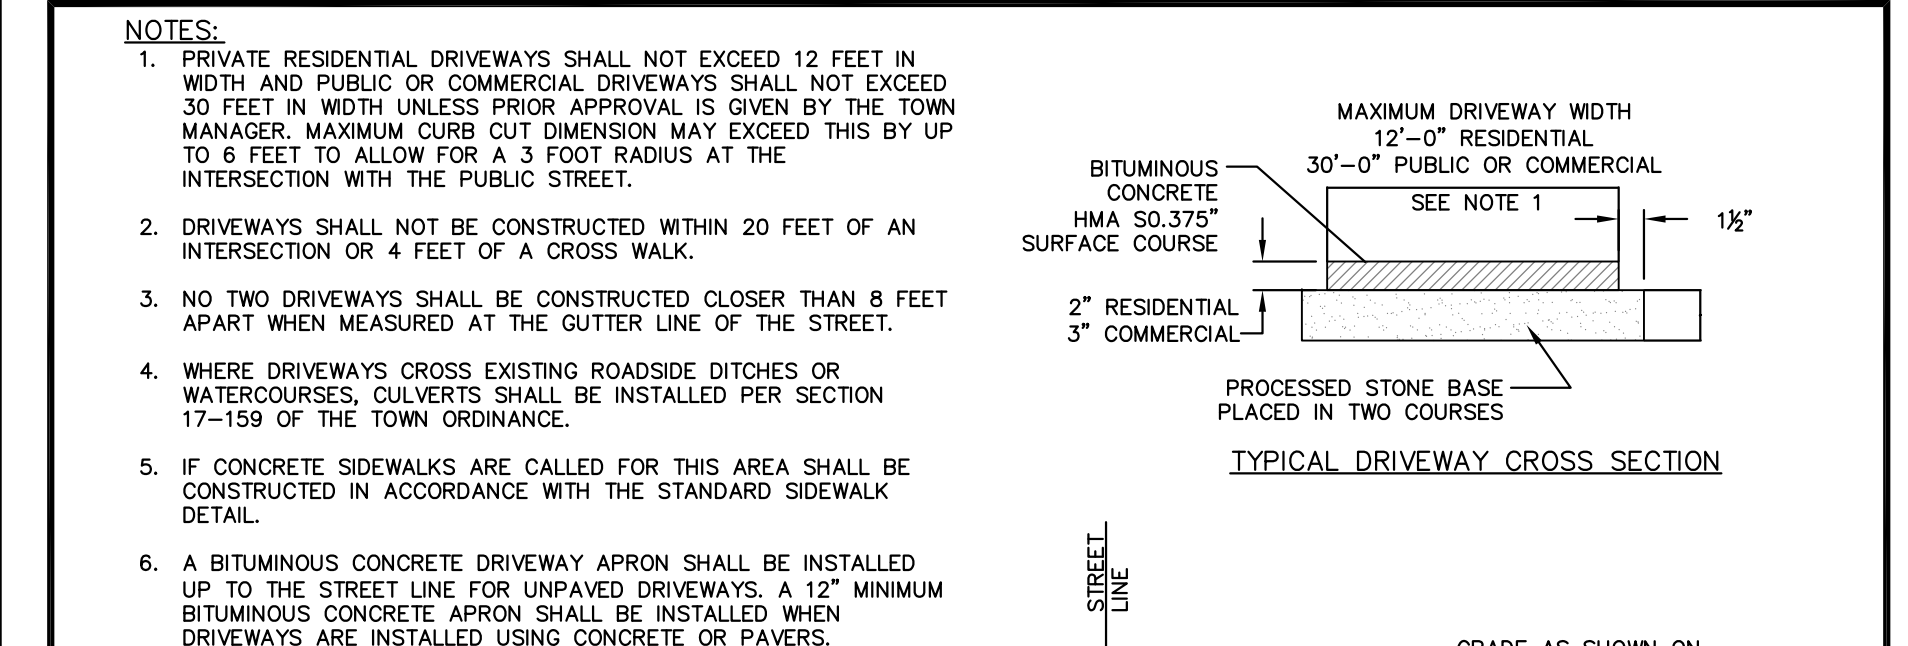 NOTES:
1. PRIVATE RESIDENTIAL DRIVEWAYS SHALL NOT EXCEED 12 FEET IN
WIDTH AND PUBLIC OR COMMERCIAL DRIVEWAYS SHALL NOT EXCEED
30 FEET IN WIDTH UNLESS PRIOR APPROVAL IS GIVEN BY THE TOWN
MANAGER. MAXIMUM CURB CUT DIMENSION MAY EXCEED THIS BY UP
TO 6 FEET TO ALLOW FOR A 3 FOOT RADIUS AT THE
INTERSECTION WITH THE PUBLIC STREET.
2. DRIVEWAYS SHALL NOT BE CONSTRUCTED WITHIN 20 FEET OF AN
INTERSECTION OR 4 FEET OF A CROSS WALK.
3. NO TWO DRIVEWAYS SHALL BE CONSTRUCTED CLOSER THAN 8 FEET
APART WHEN MEASURED AT THE GUTTER LINE OF THE STREET.
4. WHERE DRIVEWAYS CROSS EXISTING ROADSIDE DITCHES OR
WATERCOURSES, CULVERTS SHALL BE INSTALLED PER SECTION
17-159 OF THE TOWN ORDINANCE.
5. IF CONCRETE SIDEWALKS ARE CALLED FOR THIS AREA SHALL BE
CONSTRUCTED IN ACCORDANCE WITH THE STANDARD SIDEWALK
DETAIL.
6. A BITUMINOUS CONCRETE DRIVEWAY APRON SHALL BE INSTALLED
UP TO THE STREET LINE FOR UNPAVED DRIVEWAYS. A 12" MINIMUM
BITUMINOUS CONCRETE APRON SHALL BE INSTALLED WHEN
DRIVEWAYS ARE INSTALLED USING CONCRETE OR PAVERS.
MAXIMUM DRIVEWAY WIDTH
12'-0" RESIDENTIAL
30'-0" PUBLIC OR COMMERCIAL
SEE NOTE 1
1½"
BITUMINOUS
CONCRETE
HMA S0.375"
SURFACE COURSE
2" RESIDENTIAL
3" COMMERCIAL
PROCESSED STONE BASE
PLACED IN TWO COURSES
TYPICAL DRIVEWAY CROSS SECTION
STREET
LINE
GRADE AS SHOWN ON